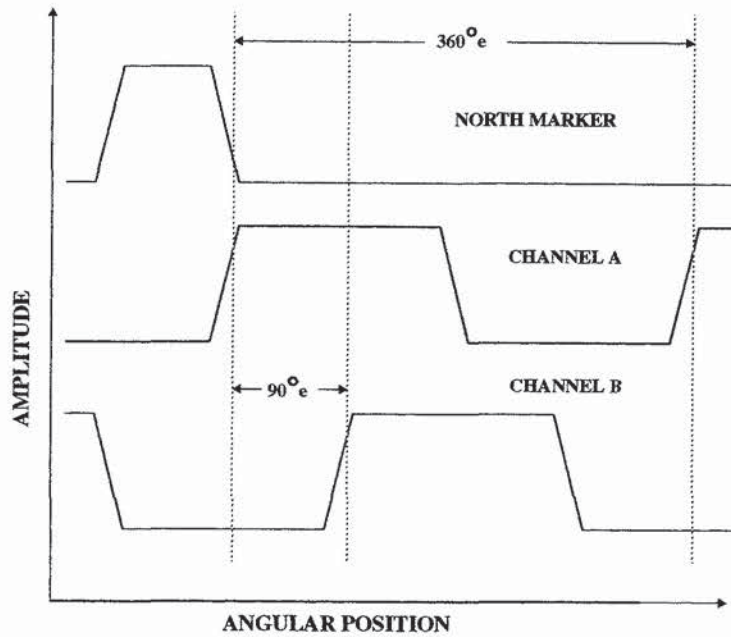 360°e
NORTH MARKER
CHANNEL A
90°e
CHANNEL B
AMPLITUDE
ANGULAR POSITION